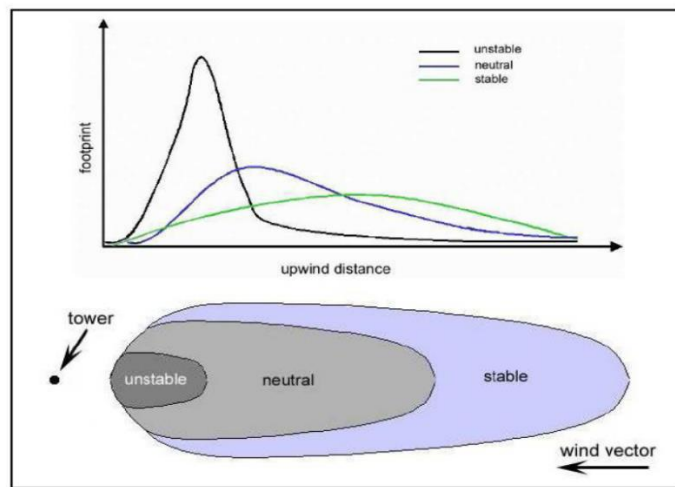 unstable
neutral
stable
footprint
upwind distance
tower
unstable
neutral
stable
wind vector